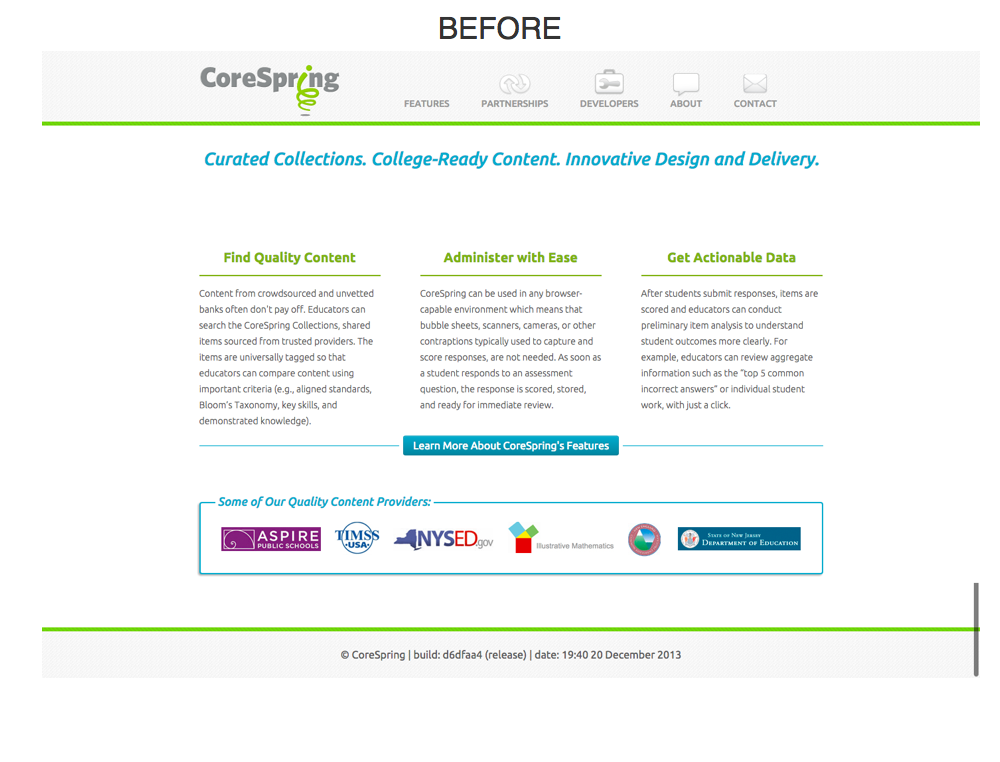 BEFORE
CoreSpring
FEATURES PARTNERSHIPS DEVELOPERS ABOUT CONTACT
Curated Collections. College-Ready Content. Innovative Design and Delivery.
Find Quality Content
Content from crowdsourced and unvetted
banks often don't pay off. Educators can
search the CoreSpring Collections, shared
items sourced from trusted providers. The
items are universally tagged so that
educators can compare content using
important criteria (e.g., aligned standards,
Bloom's Taxonomy, key skills, and
demonstrated knowledge).
Administer with Ease
CoreSpring can be used in any browser-
capable environment which means that
bubble sheets, scanners, cameras, or other
contraptions typically used to capture and
score responses, are not needed. As soon as
a student responds to an assessment
question, the response is scored, stored,
and ready for immediate review.
Get Actionable Data
After students submit responses, items are
scored and educators can conduct
preliminary item analysis to understand
student outcomes more clearly. For
example, educators can review aggregate
information such as the "top 5 common
incorrect answers" or individual student
work, with just a click.
Learn More About CoreSpring's Features
Some of Our Quality Content Providers:
ASPIRE
PUBLIC SCHOOLS
TIMSS
USA
NYSED.gov
Illustrative Mathematics
STATE OF NEW JERSEY
DEPARTMENT OF EDUCATION
© CoreSpring | build: d6dfaa4 (release) | date: 19:40 20 December 2013